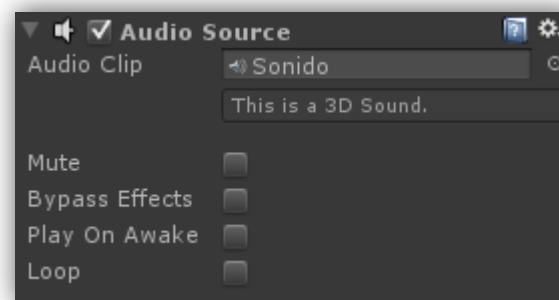 Audio Source
Audio Clip Sonido
This is a 3D Sound.
Mute
Bypass Effects
Play On Awake
Loop